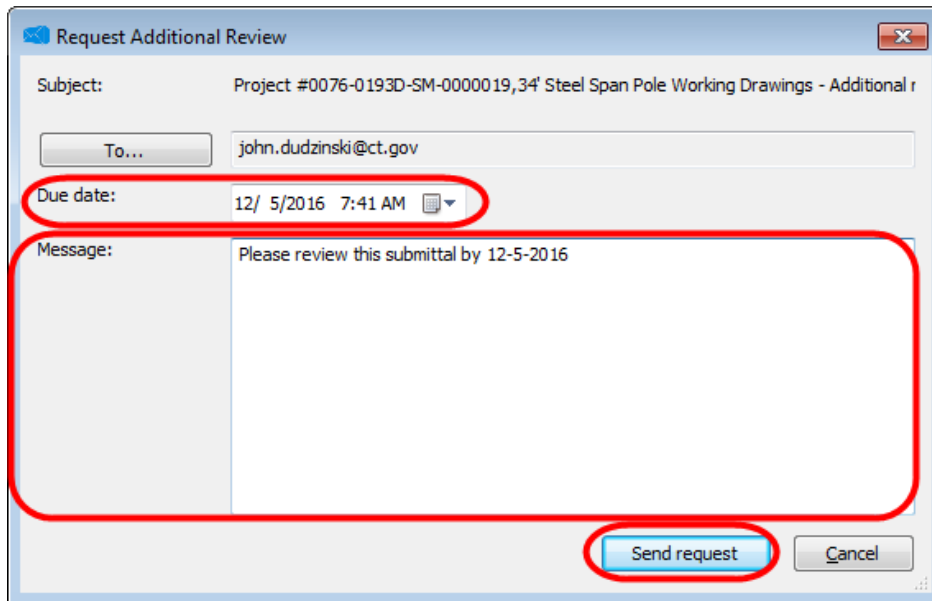 Request Additional Review
Subject: Project #0076-0193D-SM-0000019,34' Steel Span Pole Working Drawings - Additional r
To... john.dudzinski@ct.gov
Due date: 12/ 5/2016 7:41 AM
Message: Please review this submittal by 12-5-2016
Send request Cancel